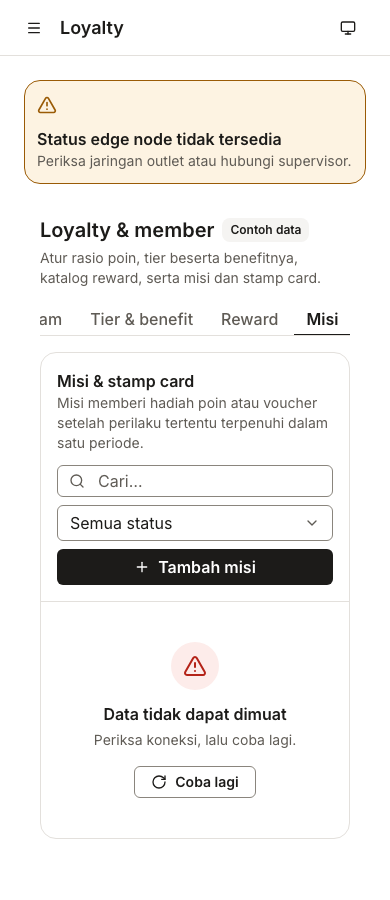 Loyalty
Status edge node tidak tersedia
Periksa jaringan outlet atau hubungi supervisor.
Loyalty & member
Contoh data
Atur rasio poin, tier beserta benefitnya,
katalog reward, serta misi dan stamp card.
am Tier & benefit Reward Misi
Misi & stamp card
Misi memberi hadiah poin atau voucher
setelah perilaku tertentu terpenuhi dalam
satu periode.
Cari...
Semua status
Tambah misi
Data tidak dapat dimuat
Periksa koneksi, lalu coba lagi.
Coba lagi